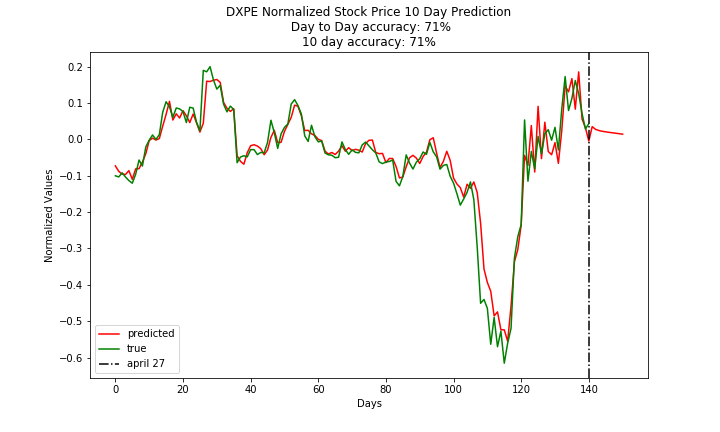 DXPE Normalized Stock Price 10 Day Prediction
Day to Day accuracy: 71%
10 day accuracy: 71%
Normalized Values
0.2
0.1
0.0
−0.1
−0.2
−0.3
−0.4
−0.5
−0.6
predicted
true
april 27
0 20 40 60 80 100 120 140
Days